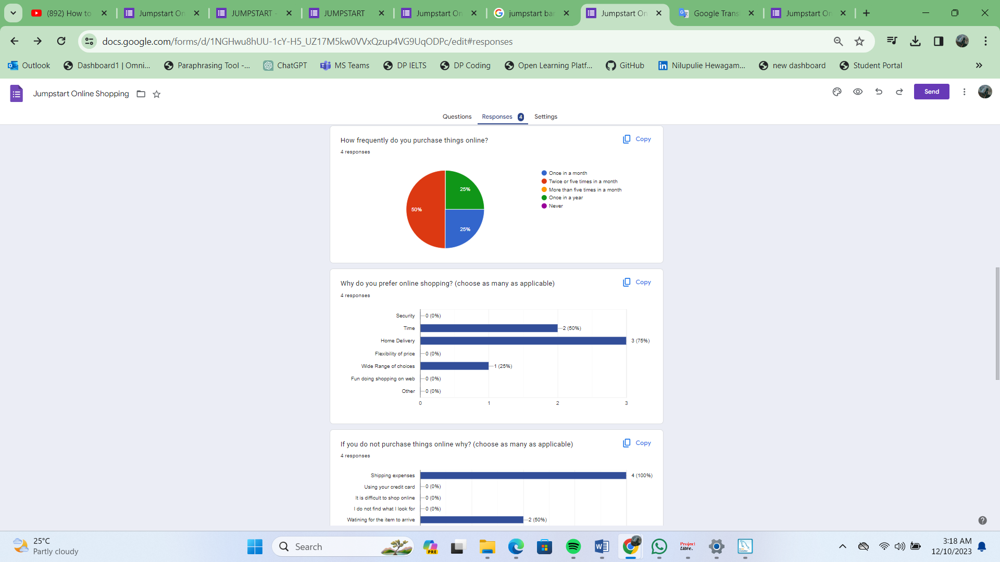 (892) How to
Jumpstart On
JUMPSTART -
JUMPSTART
Jumpstart On
jumpstart bar
Jumpstart On
Google Trans
Jumpstart On
docs.google.com/forms/d/1NGHwu8hUU-1cY-H5_UZ17M5kw0VVxQzup4VG9UqODPc/edit#responses
Outlook
Dashboard1 | Omni...
Paraphrasing Tool -...
ChatGPT
MS Teams
DP IELTS
DP Coding
Open Learning Platf...
GitHub
Nilupulie Hewagam...
new dashboard
Student Portal
Jumpstart Online Shopping
Send
Questions
Responses 4
Settings
How frequently do you purchase things online?
Copy
4 responses
25%
50%
25%
Once in a month
Twice or five times in a month
More than five times in a month
Once in a year
Never
Why do you prefer online shopping? (choose as many as applicable)
Copy
4 responses
Security 0 (0%)
Time 2 (50%)
Home Delivery 3 (75%)
Flexibility of price 0 (0%)
Wide Range of choices 1 (25%)
Fun doing shopping on web 0 (0%)
Other 0 (0%)
0 1 2 3
If you do not purchase things online why? (choose as many as applicable)
Copy
4 responses
Shipping expenses 4 (100%)
Using your credit card 0 (0%)
It is difficult to shop online 0 (0%)
I do not find what I look for 0 (0%)
Watining for the item to arrive 2 (50%)
25°C
Partly cloudy
Search
PRE
Project
Libre.
3:18 AM
12/10/2023